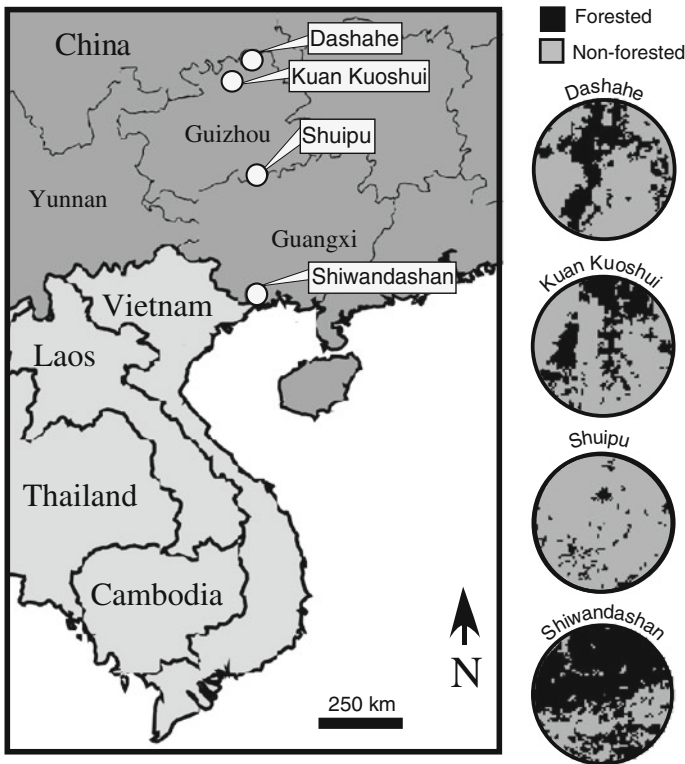 China
Dashahe
Kuan Kuoshui
Guizhou
Shuipu
Yunnan
Guangxi
Shiwandashan
Vietnam
Laos
Thailand
Cambodia
N
250 km
Forested
Non-forested
Dashahe
Kuan Kuoshui
Shuipu
Shiwandashan